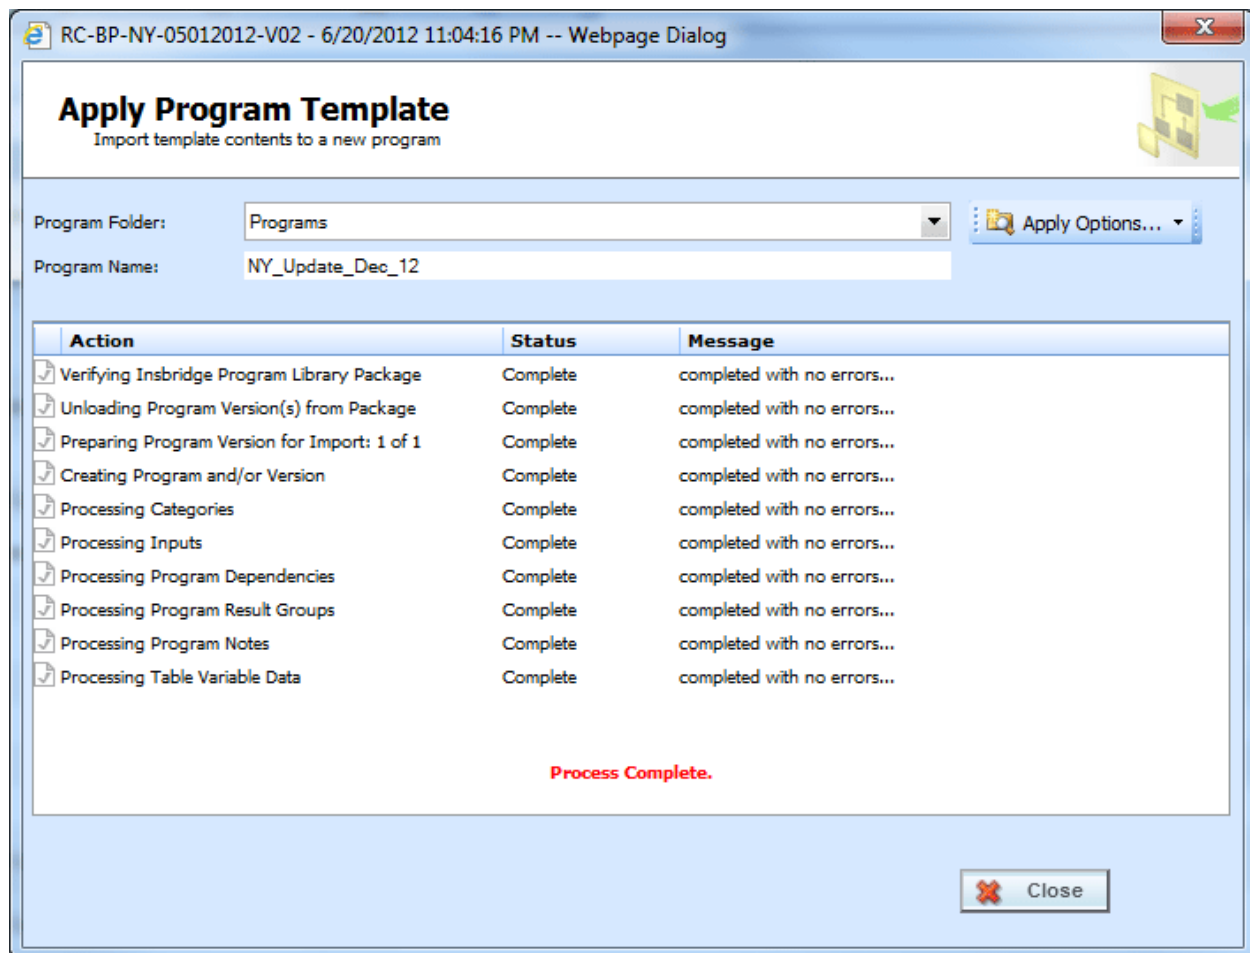 RC-BP-NY-05012012-V02 - 6/20/2012 11:04:16 PM -- Webpage Dialog
Apply Program Template
Import template contents to a new program
Program Folder: Programs Apply Options...
Program Name: NY_Update_Dec_12
Action Status Message
Verifying Insbridge Program Library Package Complete completed with no errors...
Unloading Program Version(s) from Package Complete completed with no errors...
Preparing Program Version for Import: 1 of 1 Complete completed with no errors...
Creating Program and/or Version Complete completed with no errors...
Processing Categories Complete completed with no errors...
Processing Inputs Complete completed with no errors...
Processing Program Dependencies Complete completed with no errors...
Processing Program Result Groups Complete completed with no errors...
Processing Program Notes Complete completed with no errors...
Processing Table Variable Data Complete completed with no errors...
Process Complete.
Close